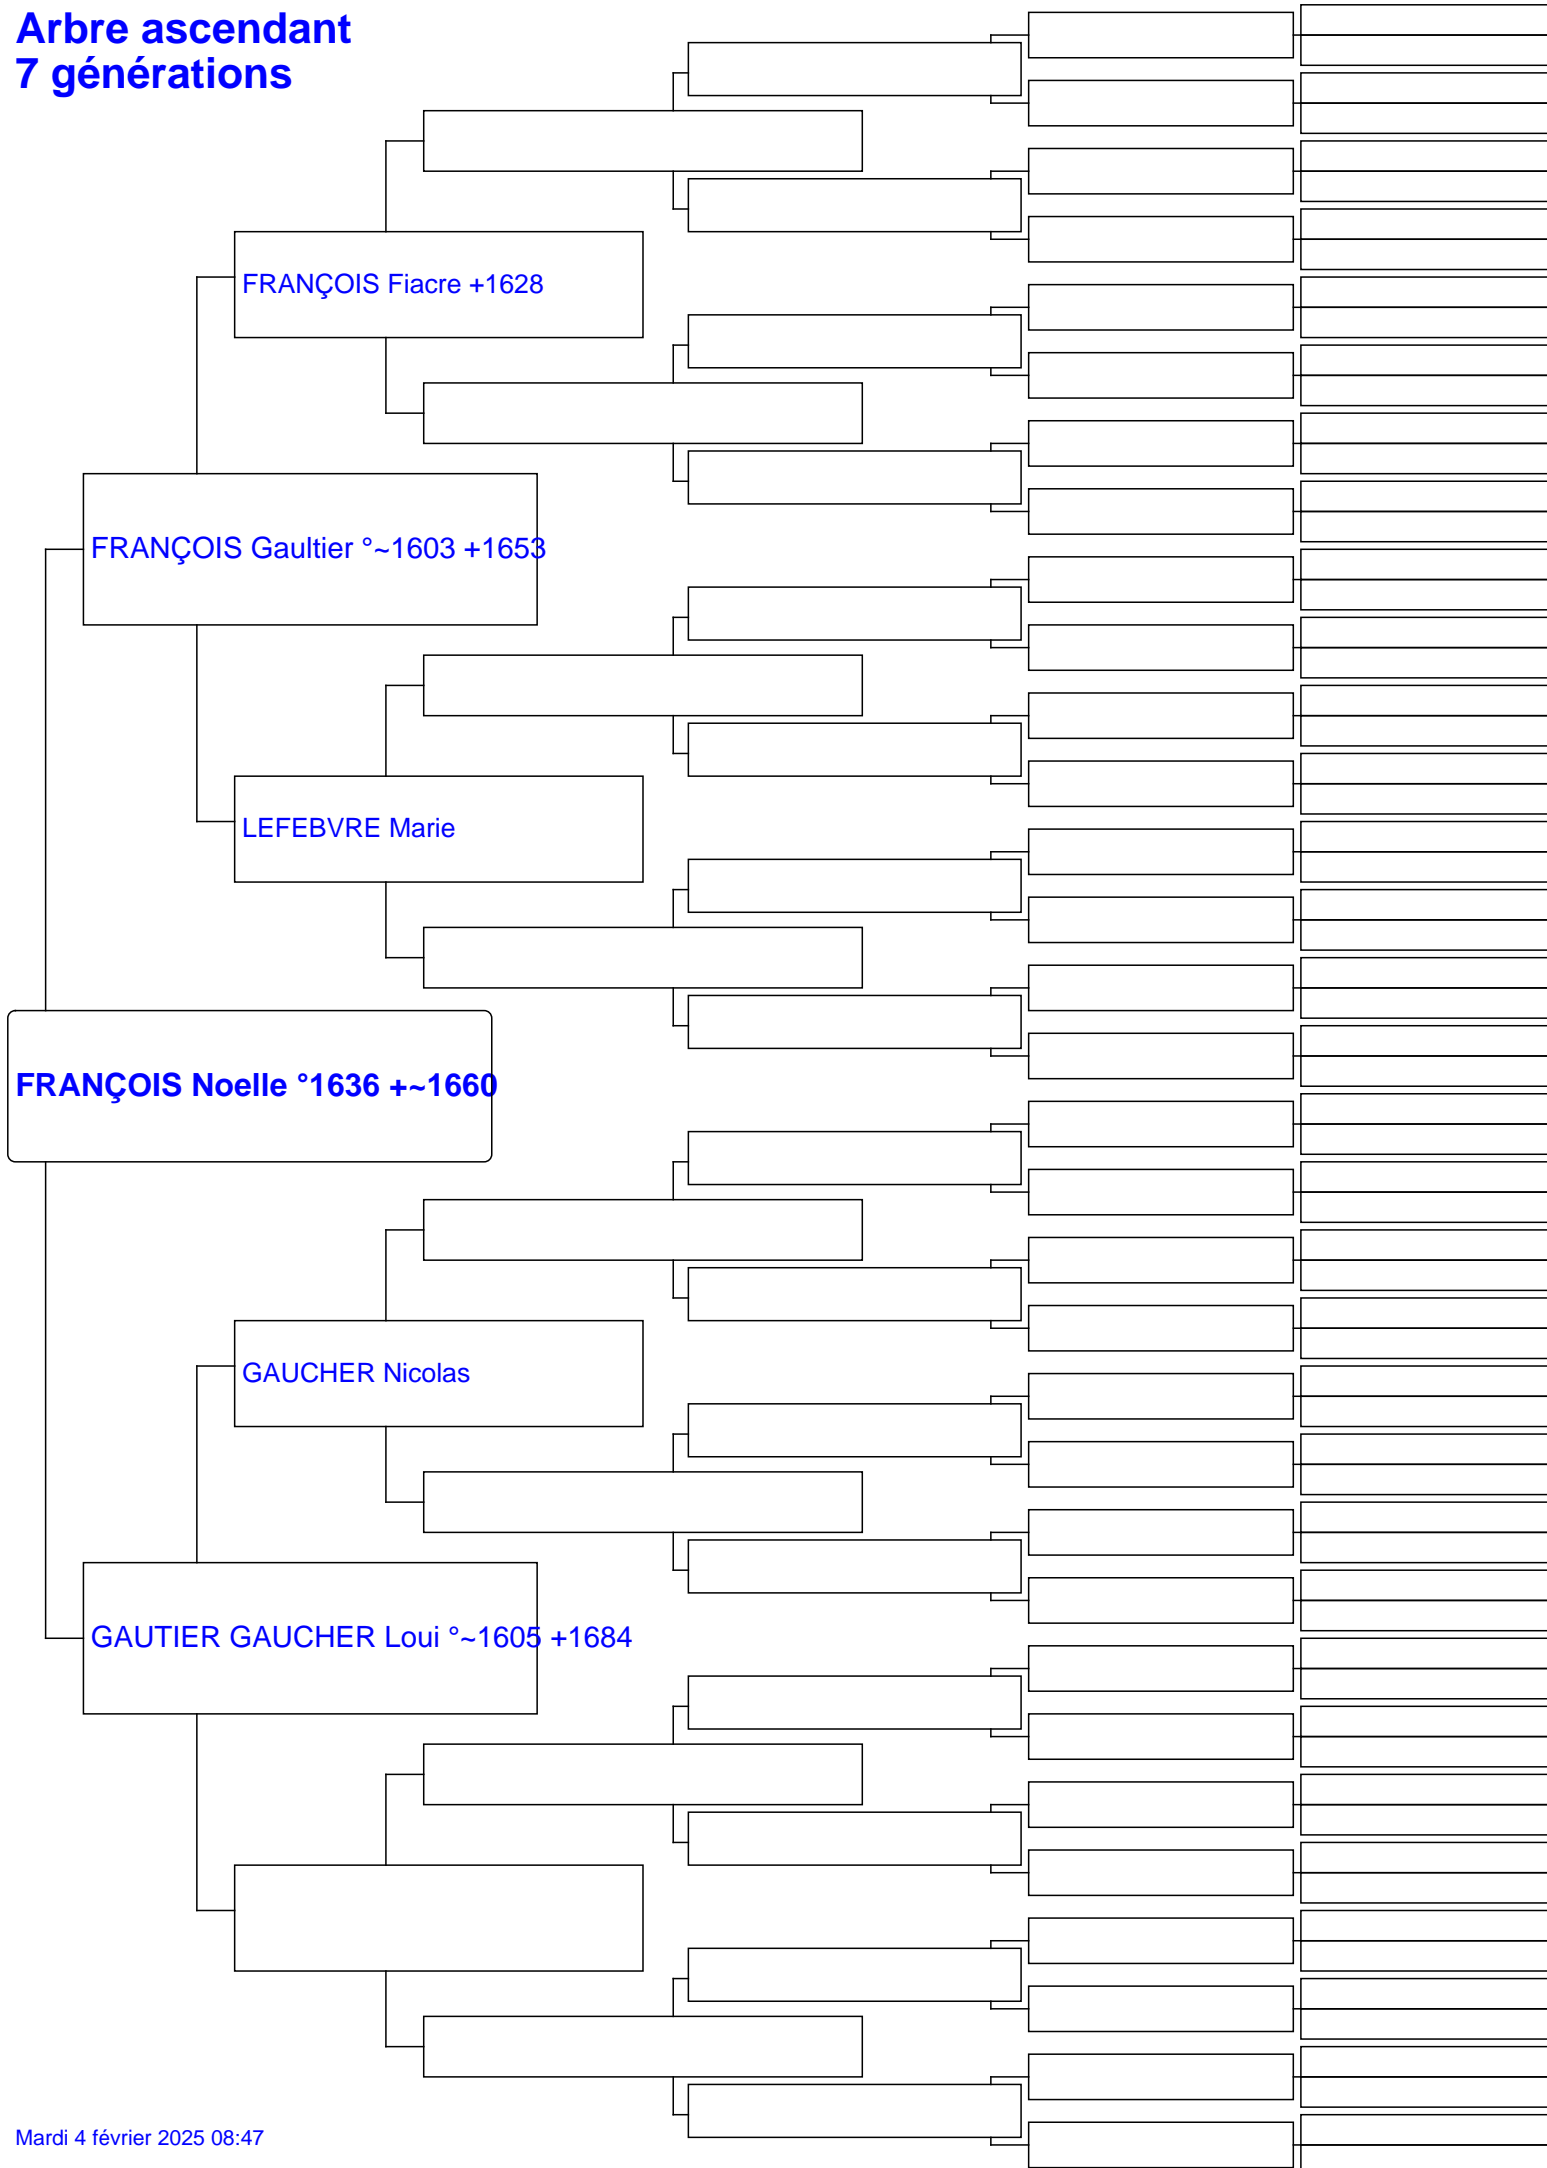 Arbre ascendant
7 générations
FRANÇOIS Fiacre +1628
FRANÇOIS Gaultier °~1603 +1653
LEFEBVRE Marie
FRANÇOIS Noelle °1636 +~1660
GAUCHER Nicolas
GAUTIER GAUCHER Loui °~1605 +1684
Mardi 4 février 2025 08:47